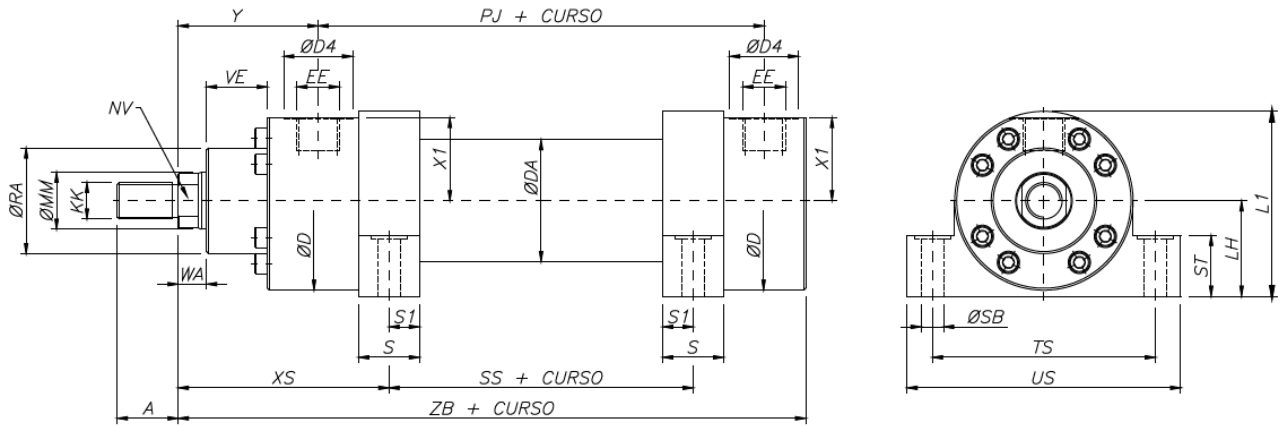 Y
PJ + CURSO
ØD4
ØD4
VE
EE
EE
NV
ØRA
ØMM
KK
X1
ØDA
X1
L1
ØD
ØD
LH
ST
WA
S1
S1
ØSB
S
S
TS
XS
SS + CURSO
US
A
ZB + CURSO